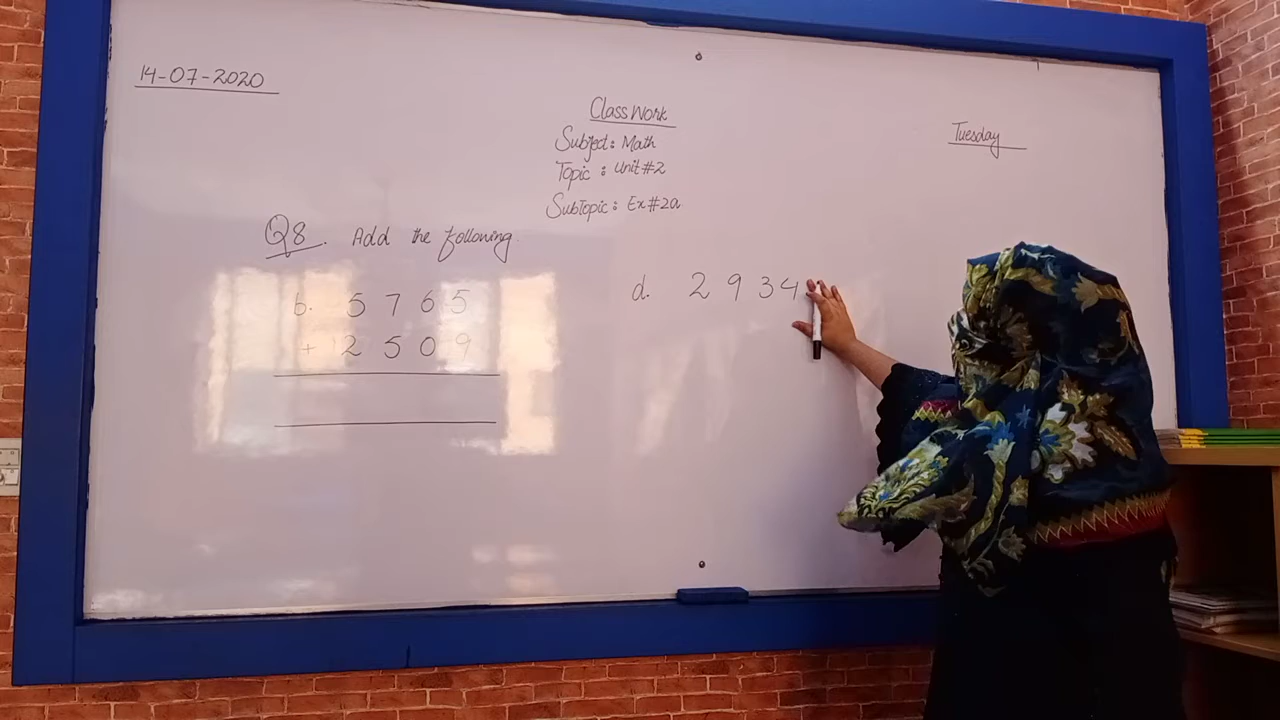 14-07-2020
Class Work
Tuesday
Subject: Math
Topic : Unit #2
SubTopic: Ex #2a
Q8. Add the following.
b. 5 7 6 5
+ 2 5 0 9
d. 2 9 3 4